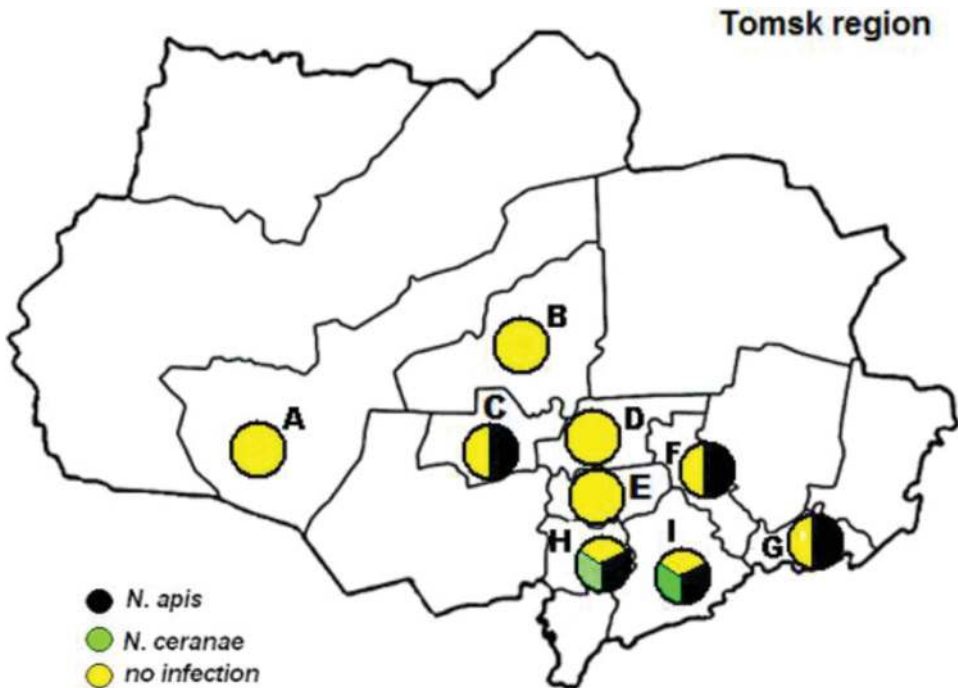 Tomsk region
B
A
C
D
F
E
H
I
G
N. apis
N. ceranae
no infection